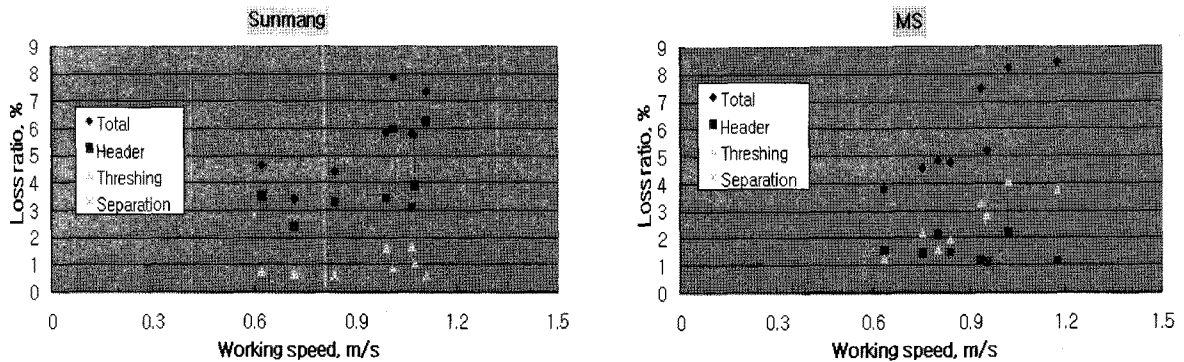 Sunmang
Loss ratio, %
9
8
7
6
5
4
3
2
1
0
Total
Header
Threshing
Separation
0
0.3
0.6
0.9
1.2
1.5
Working speed, m/s
MS
Loss ratio, %
9
8
7
6
5
4
3
2
1
0
Total
Header
Threshing
Separation
0
0.3
0.6
0.9
1.2
1.5
Working speed, m/s